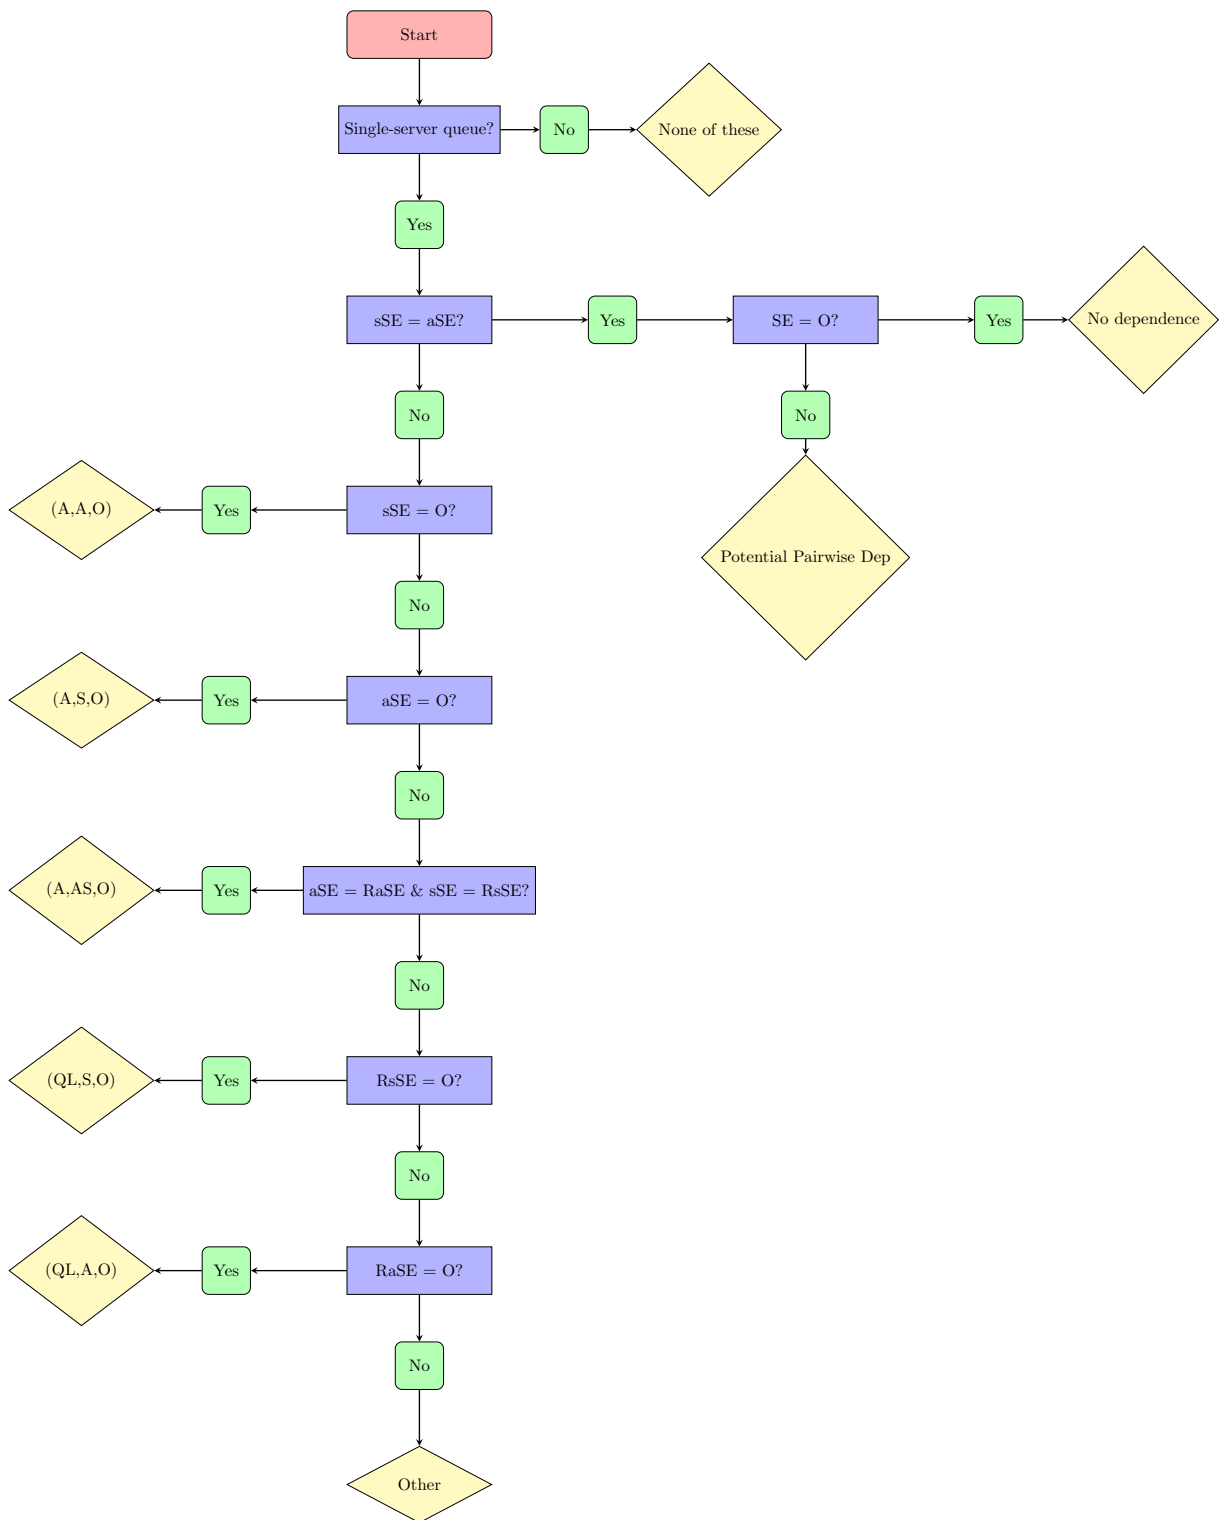 Start
Single-server queue?
No
None of these
Yes
sSE = aSE?
Yes
SE = O?
Yes
No dependence
No
No
Potential Pairwise Dep
(A,A,O)
Yes
sSE = O?
No
(A,S,O)
Yes
aSE = O?
No
(A,AS,O)
Yes
aSE = RaSE & sSE = RsSE?
No
(QL,S,O)
Yes
RsSE = O?
No
(QL,A,O)
Yes
RaSE = O?
No
Other